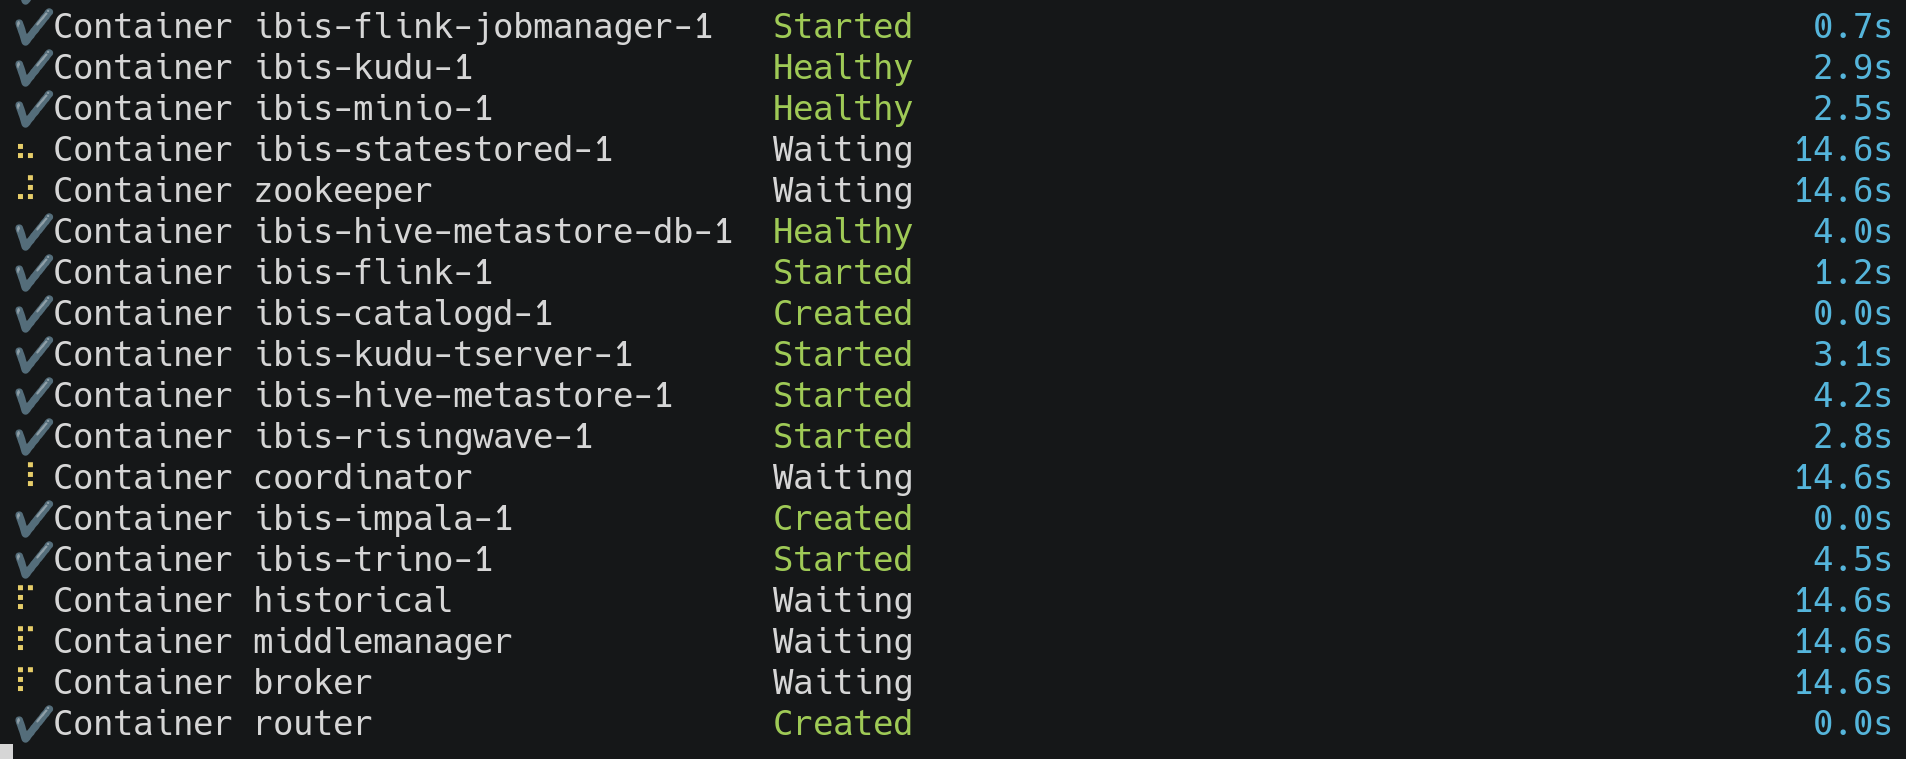 ✔Container ibis-flink-jobmanager-1 Started 0.7s
✔Container ibis-kudu-1 Healthy 2.9s
✔Container ibis-minio-1 Healthy 2.5s
Container ibis-statestored-1 Waiting 14.6s
Container zookeeper Waiting 14.6s
✔Container ibis-hive-metastore-db-1 Healthy 4.0s
✔Container ibis-flink-1 Started 1.2s
✔Container ibis-catalogd-1 Created 0.0s
✔Container ibis-kudu-tserver-1 Started 3.1s
✔Container ibis-hive-metastore-1 Started 4.2s
✔Container ibis-risingwave-1 Started 2.8s
Container coordinator Waiting 14.6s
✔Container ibis-impala-1 Created 0.0s
✔Container ibis-trino-1 Started 4.5s
Container historical Waiting 14.6s
Container middlemanager Waiting 14.6s
Container broker Waiting 14.6s
✔Container router Created 0.0s